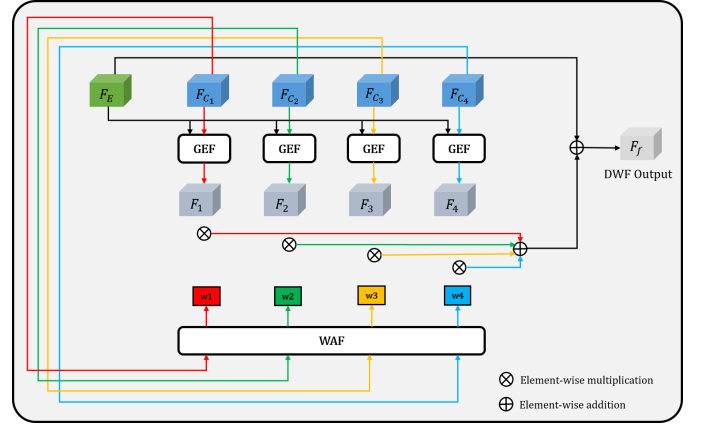 F_E F_{C_1} F_{C_2} F_{C_3} F_{C_4}
GEF GEF GEF GEF
F_f
DWF Output
F_1 F_2 F_3 F_4
w1 w2 w3 w4
WAF
Element-wise multiplication
Element-wise addition